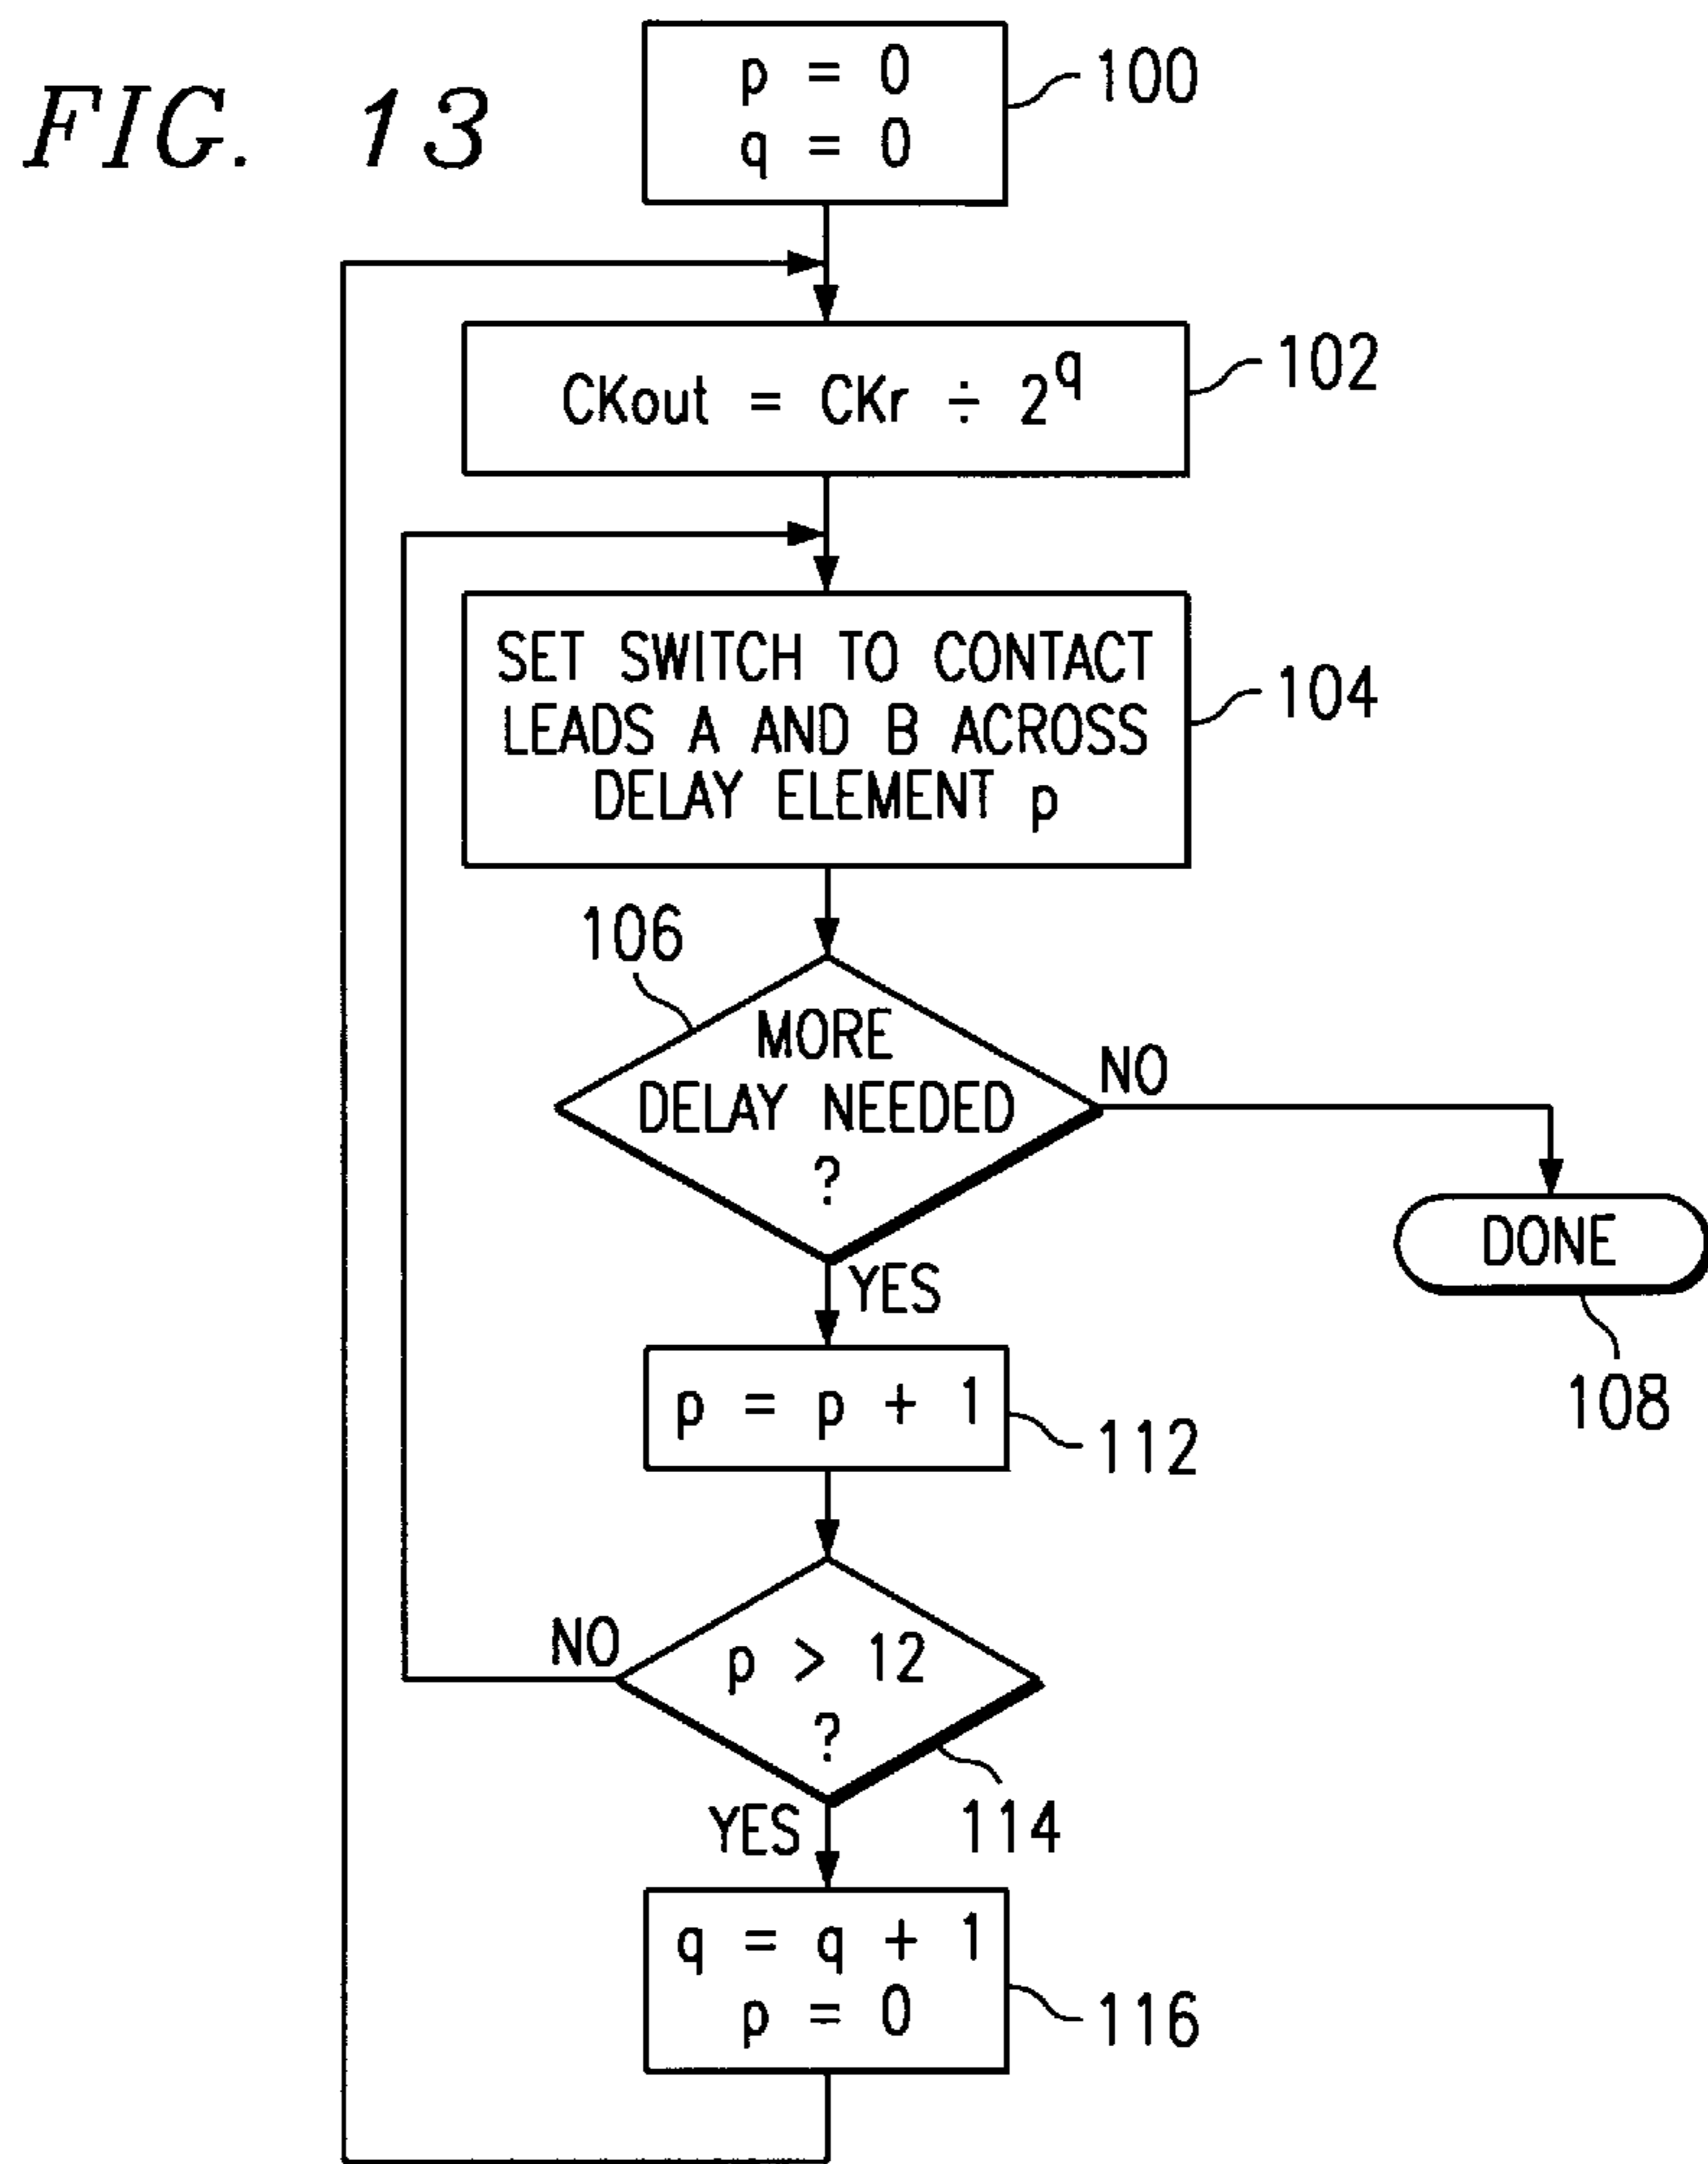 FIG. 13
p = 0
q = 0
100
CKout = CKr ÷ 2^q
102
SET SWITCH TO CONTACT
LEADS A AND B ACROSS
DELAY ELEMENT p
104
106
MORE
DELAY NEEDED
?
NO
DONE
108
YES
p = p + 1
112
NO
p > 12
?
114
YES
q = q + 1
p = 0
116